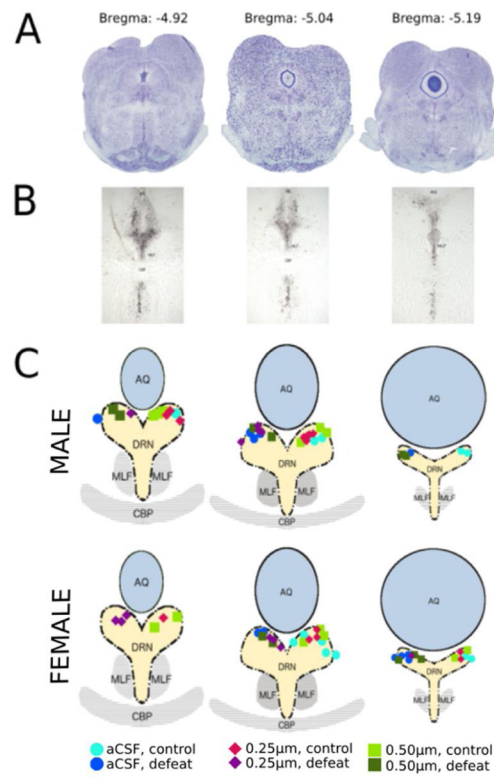 A
Bregma: -4.92 Bregma: -5.04 Bregma: -5.19
B
C
MALE
AQ AQ AQ
DRN DRN DRN
MLF MLF MLF MLF MLF MLF
CBP CBP
FEMALE
AQ AQ AQ
DRN DRN DRN
MLF MLF MLF MLF MLF MLF
CBP CBP
aCSF, control 0.25µm, control 0.50µm, control
aCSF, defeat 0.25µm, defeat 0.50µm, defeat